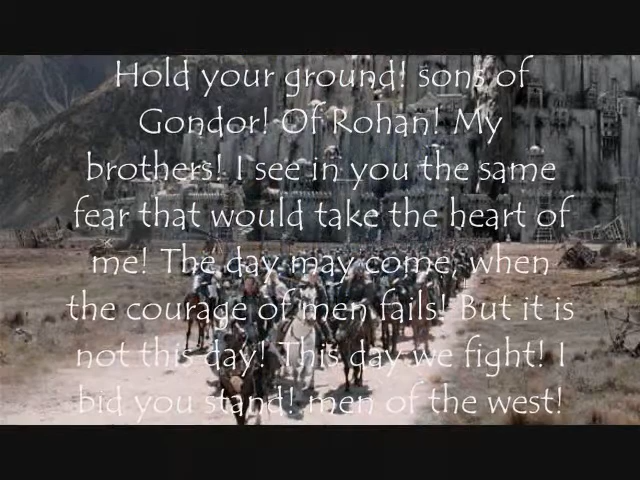 Hold your ground! sons of
Gondor! Of Rohan! My
brothers! I see in you the same
fear that would take the heart of
me! The day may come, when
the courage of men fails! But it is
not this day! This day we fight! I
bid you stand! men of the west!